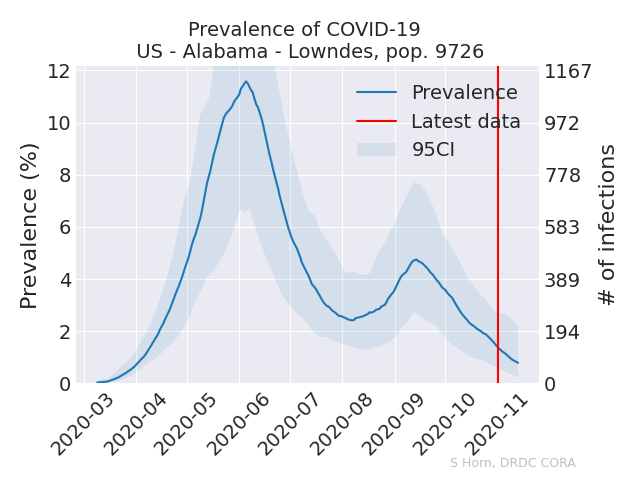 Prevalence of COVID-19
US - Alabama - Lowndes, pop. 9726
Prevalence (%)
12
10
8
6
4
2
0
Prevalence
Latest data
95CI
1167
972
778
583
389
194
0
# of infections
2020-03
2020-04
2020-05
2020-06
2020-07
2020-08
2020-09
2020-10
2020-11
S Horn, DRDC CORA